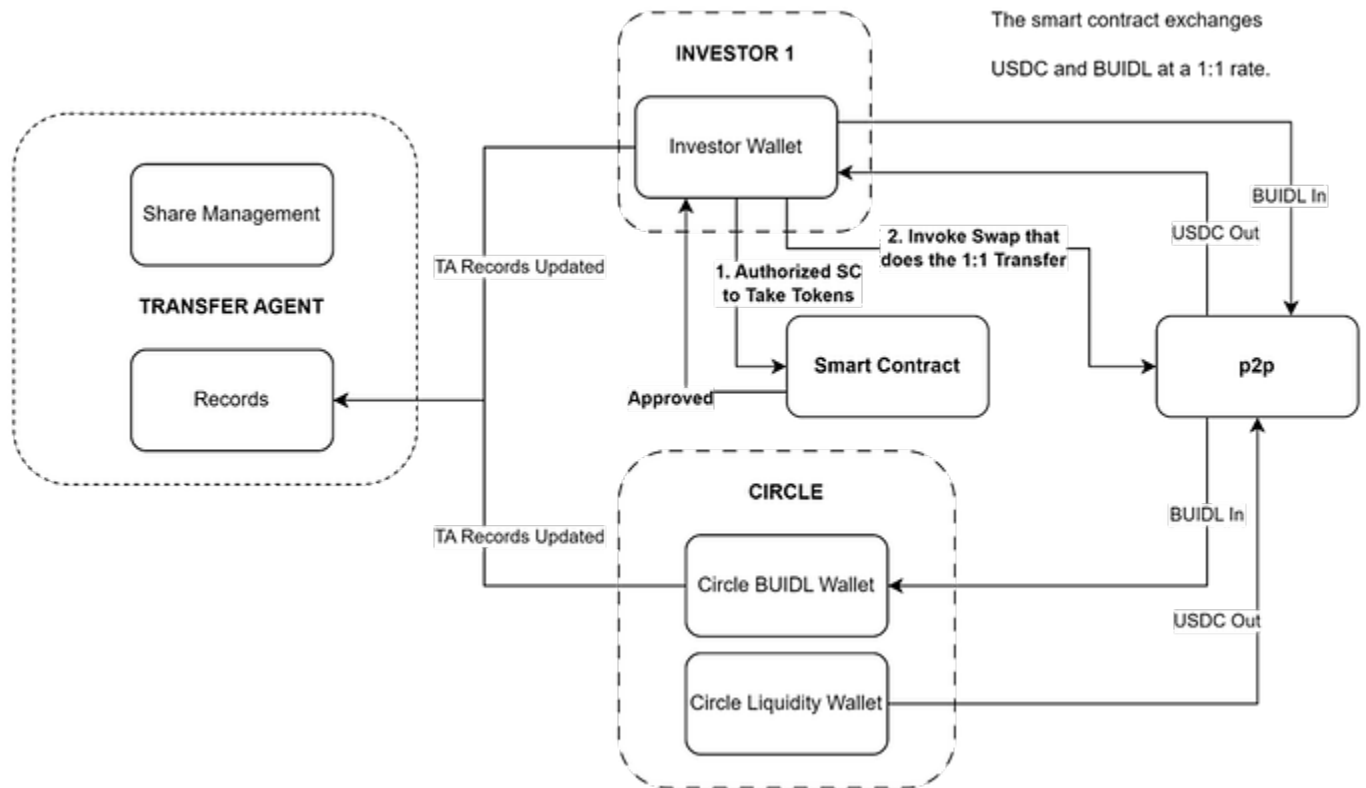 The smart contract exchanges
USDC and BUIDL at a 1:1 rate.
INVESTOR 1
Investor Wallet
Share Management
TRANSFER AGENT
Records
TA Records Updated
BUIDL In
USDC Out
2. Invoke Swap that
does the 1:1 Transfer
1. Authorized SC
to Take Tokens
Smart Contract
p2p
Approved
CIRCLE
TA Records Updated
BUIDL In
Circle BUIDL Wallet
USDC Out
Circle Liquidity Wallet